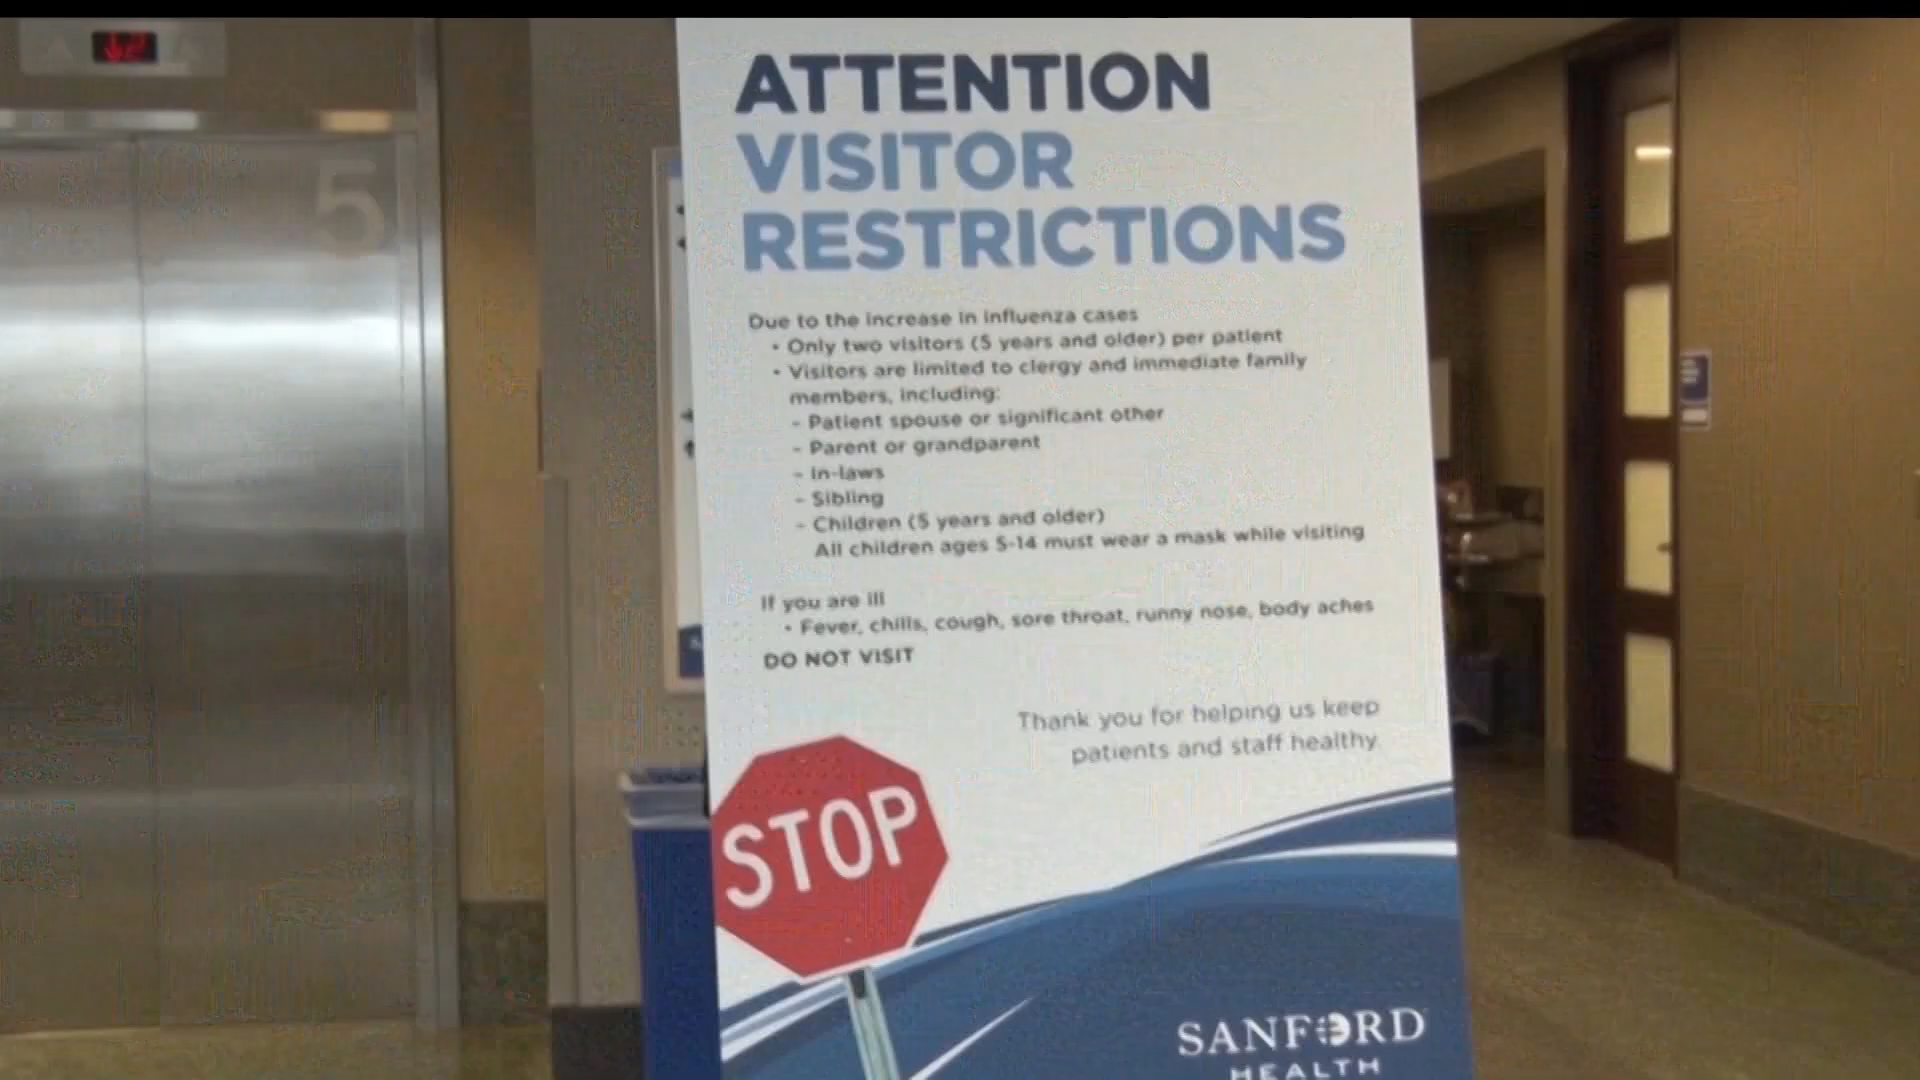 ATTENTION
VISITOR
RESTRICTIONS
Due to the increase in influenza cases
• Only two visitors (5 years and older) per patient
• Visitors are limited to clergy and immediate family
members, including:
- Patient spouse or significant other
- Parent or grandparent
- In-laws
- Sibling
- Children (5 years and older)
All children ages 5-14 must wear a mask while visiting
If you are ill
• Fever, chills, cough, sore throat, runny nose, body aches
DO NOT VISIT
Thank you for helping us keep
patients and staff healthy.
STOP
SANFORD
HEALTH
5